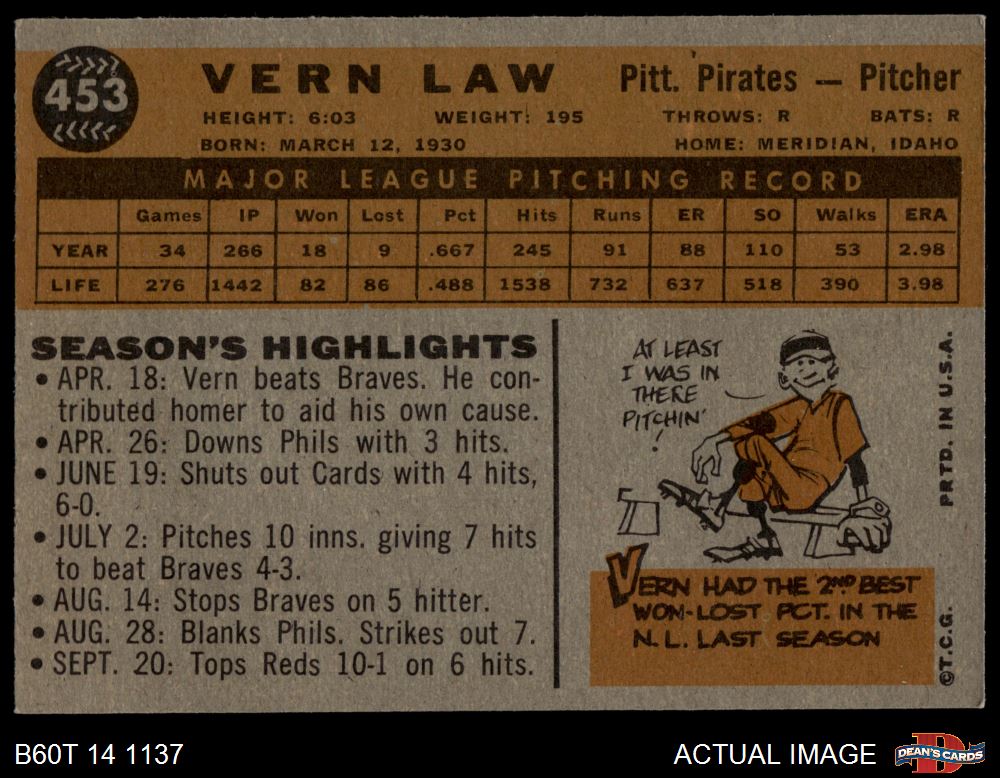 453
VERN LAW
Pitt. Pirates — Pitcher
HEIGHT: 6:03 WEIGHT: 195 THROWS: R BATS: R
BORN: MARCH 12, 1930 HOME: MERIDIAN, IDAHO
MAJOR LEAGUE PITCHING RECORD
Games IP Won Lost Pct Hits Runs ER SO Walks ERA
YEAR 34 266 18 9 .667 245 91 88 110 53 2.98
LIFE 276 1442 82 86 .488 1538 732 637 518 390 3.98
SEASON'S HIGHLIGHTS
• APR. 18: Vern beats Braves. He con-
tributed homer to aid his own cause.
• APR. 26: Downs Phils with 3 hits.
• JUNE 19: Shuts out Cards with 4 hits,
6-0.
• JULY 2: Pitches 10 inns. giving 7 hits
to beat Braves 4-3.
• AUG. 14: Stops Braves on 5 hitter.
• AUG. 28: Blanks Phils. Strikes out 7.
• SEPT. 20: Tops Reds 10-1 on 6 hits.
AT LEAST
I WAS IN
THERE
PITCHIN'
!
VERN HAD THE 2ND BEST
WON-LOST PCT. IN THE
N. L. LAST SEASON
PRTD. IN U.S.A.
©T.C.G.
B60T 14 1137
ACTUAL IMAGE
DEAN'S CARDS